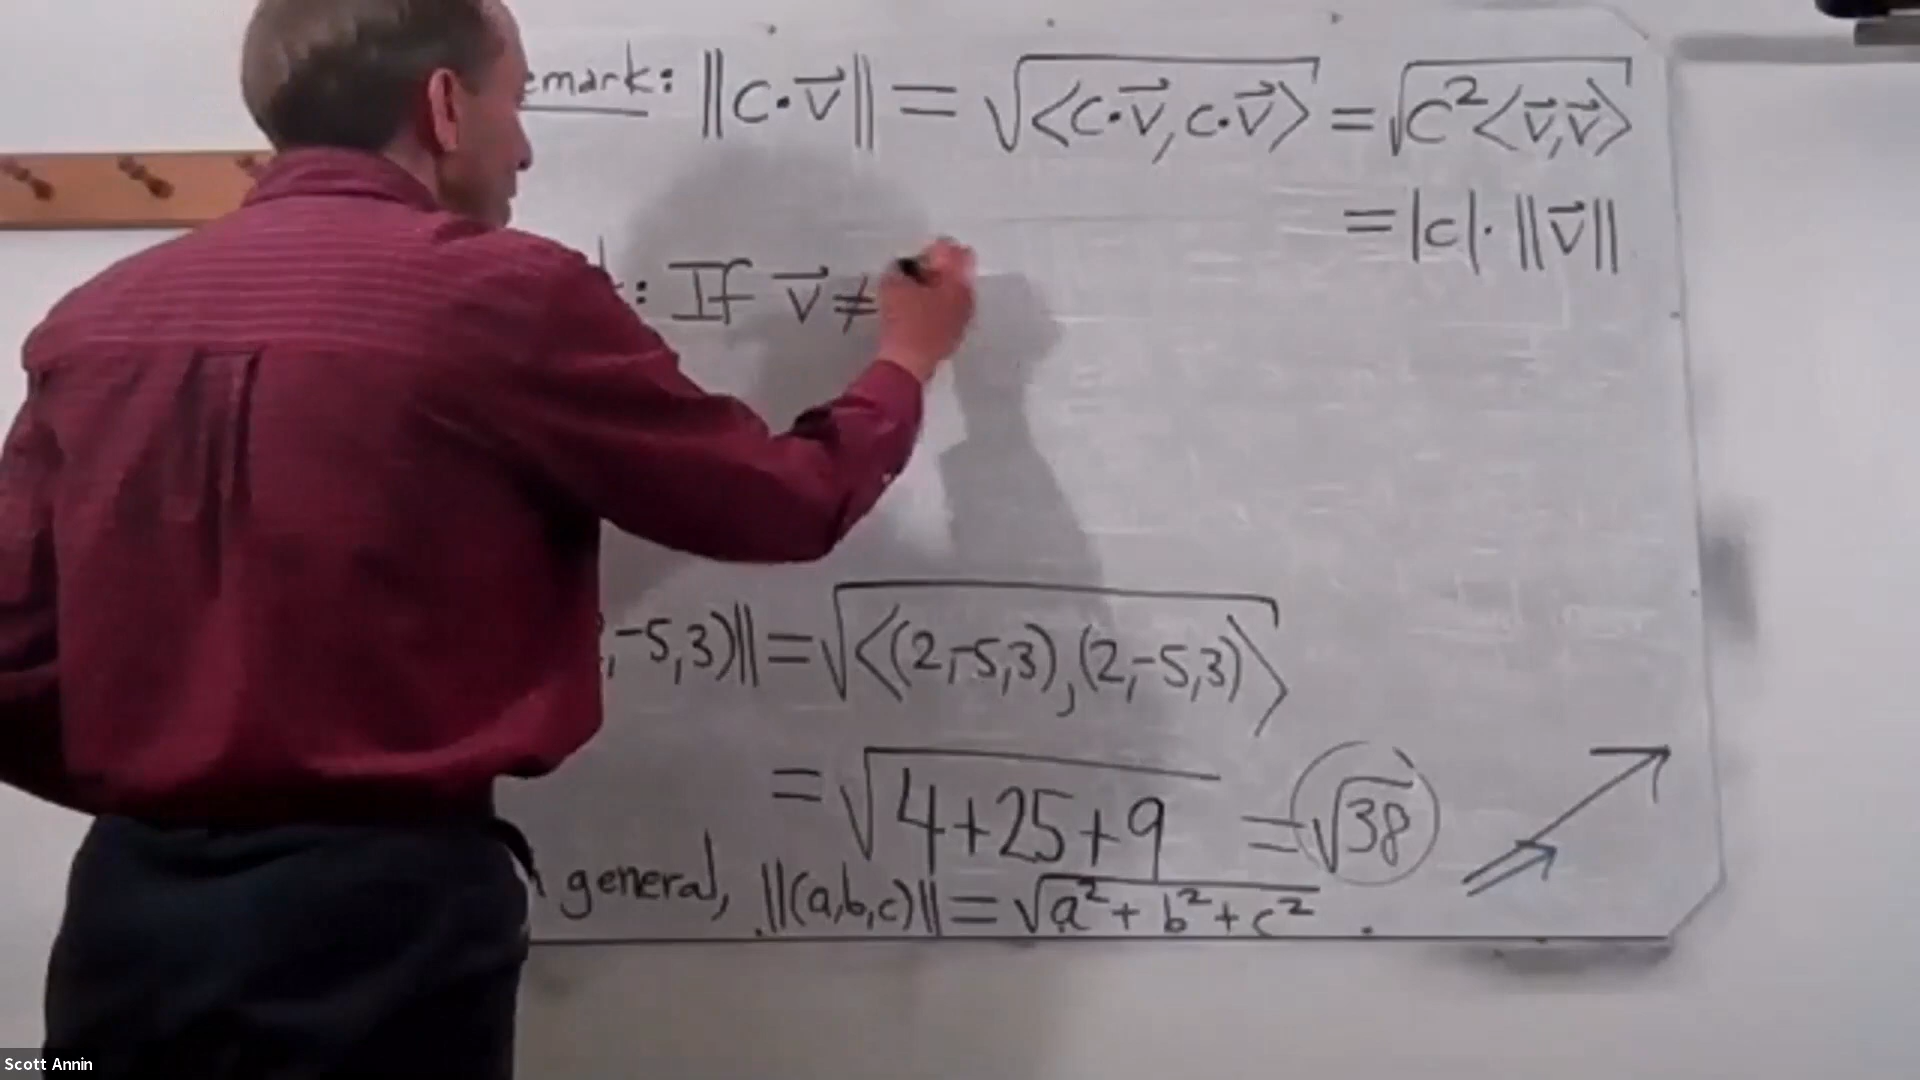 emark: ||c·v⃗|| = √⟨c·v⃗, c·v⃗⟩ = √c²⟨v⃗,v⃗⟩
= |c|·||v⃗||
: If v⃗ ≠
,-5,3)|| = √⟨(2,-5,3),(2,-5,3)⟩
= √4+25+9 = √38
general, ||(a,b,c)|| = √a²+b²+c² .
Scott Annin